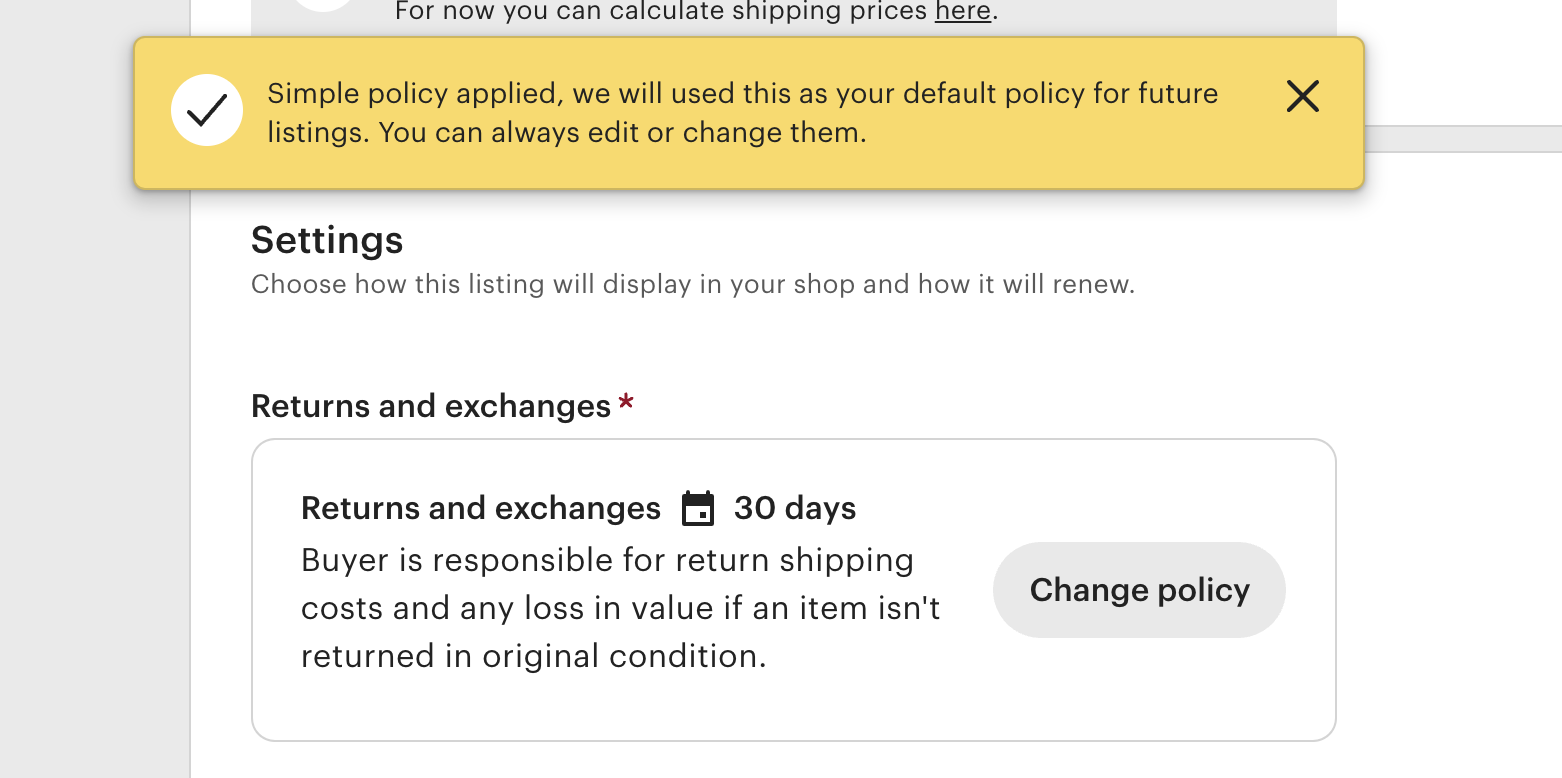 For now you can calculate shipping prices here.
Simple policy applied, we will used this as your default policy for future
listings. You can always edit or change them.
Settings
Choose how this listing will display in your shop and how it will renew.
Returns and exchanges *
Returns and exchanges 30 days
Buyer is responsible for return shipping
costs and any loss in value if an item isn't
returned in original condition.
Change policy